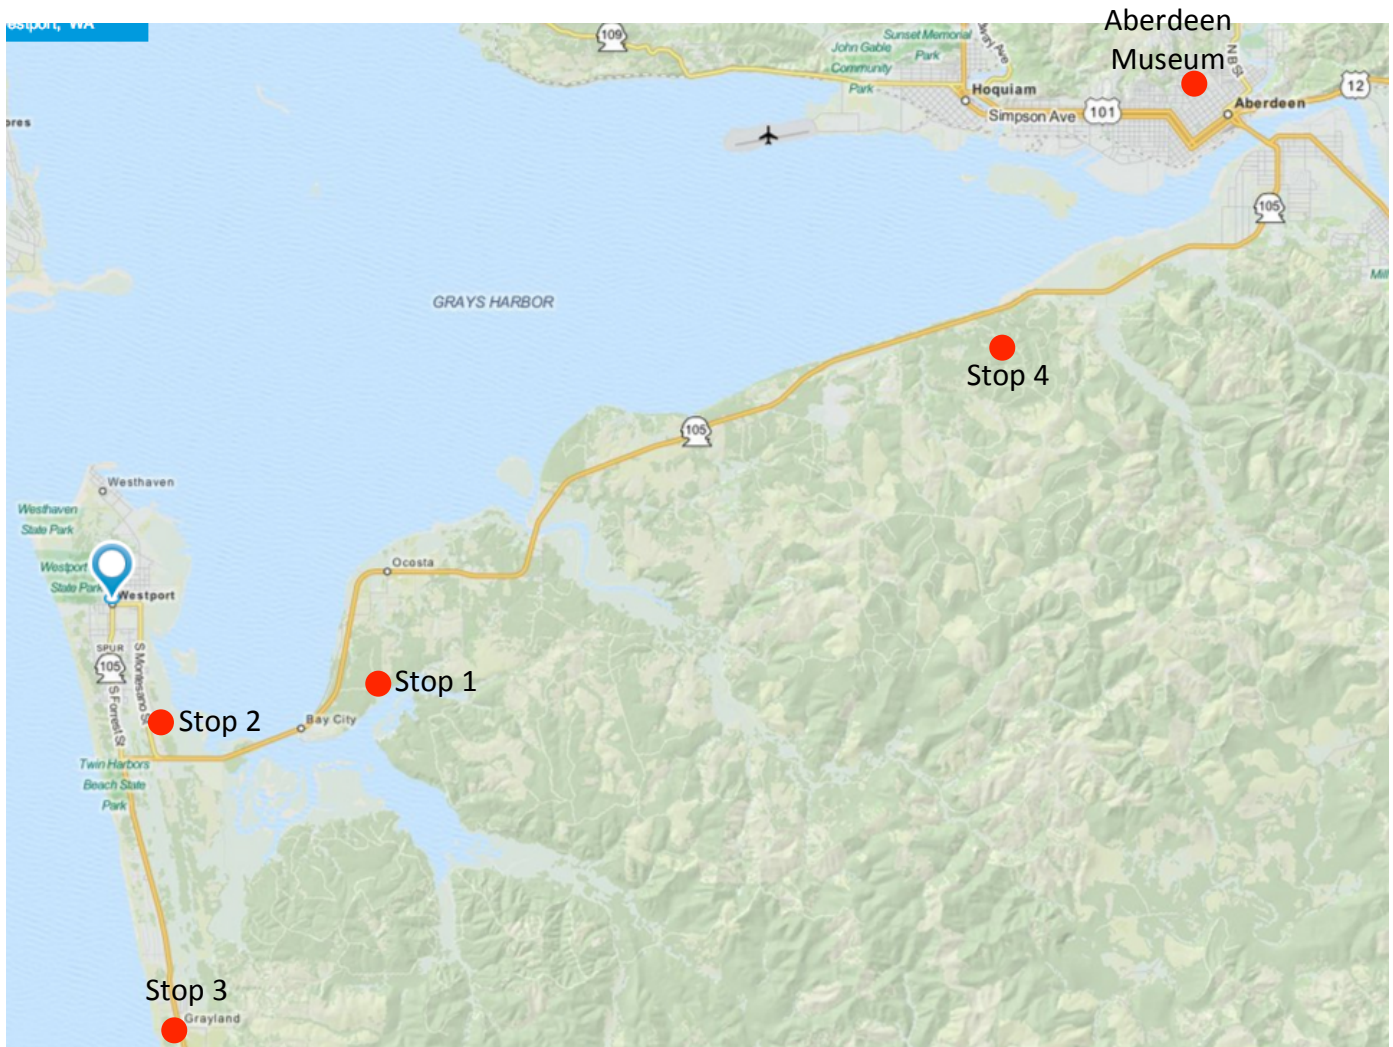 Aberdeen
Museum
WA
109
Sunset Memorial
Park
John Gable
Community
Park
N B St
12
Hoquiam
Simpson Ave
101
Aberdeen
105
GRAYS HARBOR
Stop 4
105
Westhaven
Westhaven
State Park
Westport
State Park
Westport
Ocosta
SPUR
105
S Montesano St
S Forrest St
Stop 1
Stop 2
Bay City
Twin Harbors
Beach State
Park
Stop 3
Grayland